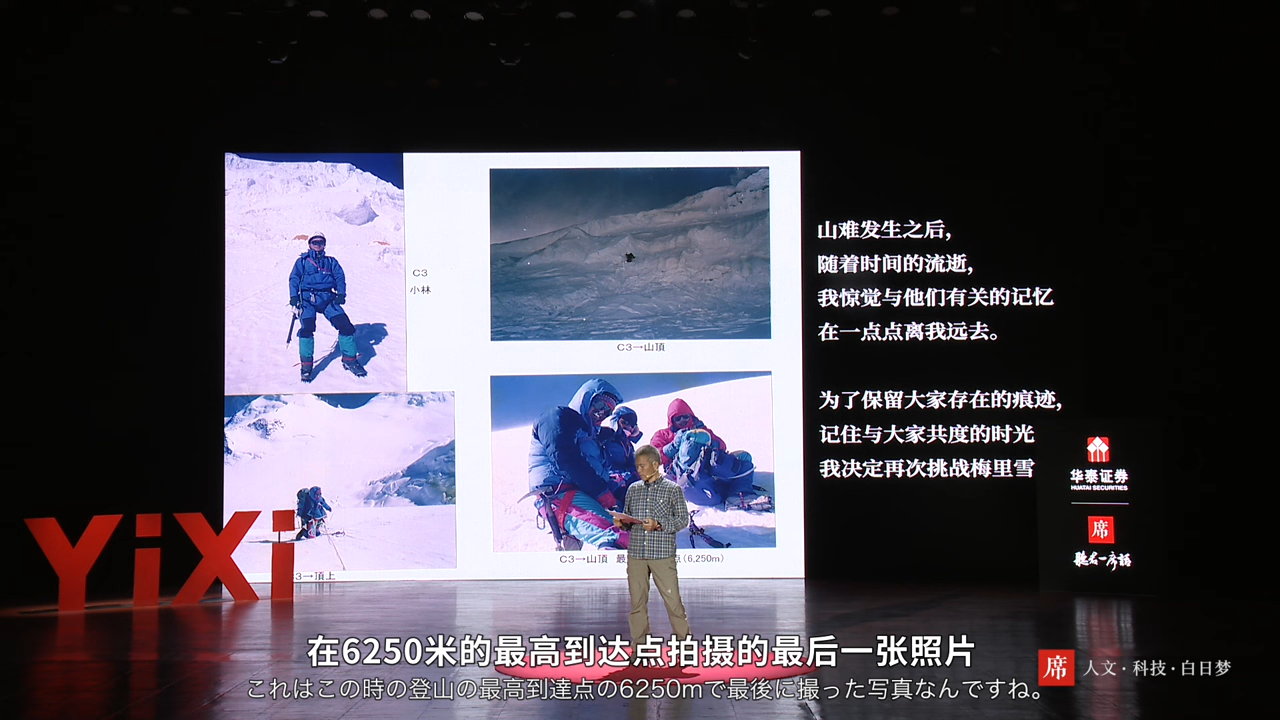 山难发生之后,
随着时间的流逝,
我惊觉与他们有关的记忆
在一点点离我远去。
为了保留大家存在的痕迹,
记住与大家共度的时光
我决定再次挑战梅里雪
C3
小林
C3→山頂
3→頂上
C3→山頂 最
点(6,250m)
YiXi
华泰证券
HUATAI SECURITIES
席
听君一席話
在6250米的最高到达点拍摄的最后一张照片
これはこの時の登山の最高到達点の6250mで最後に撮った写真なんですね。
席 人文·科技·白日梦